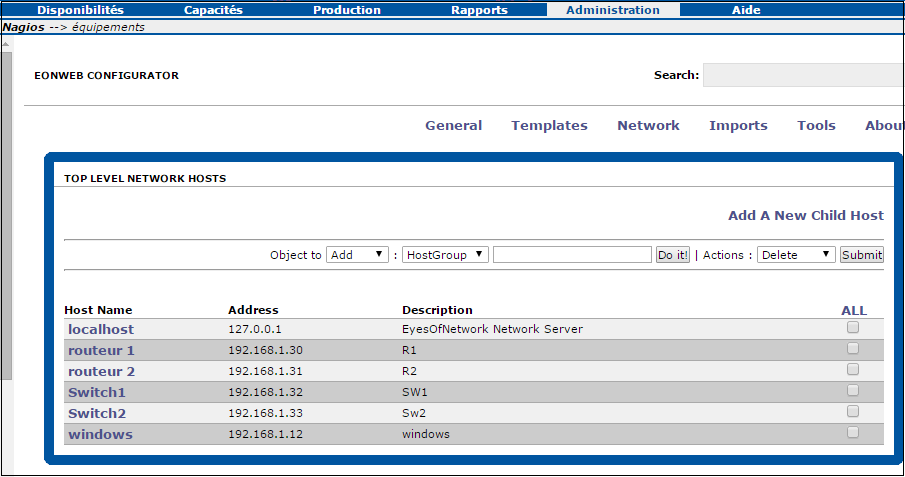 Disponibilités Capacités Production Rapports Administration Aide
Nagios --> équipements
EONWEB CONFIGURATOR Search:
General Templates Network Imports Tools Abou
TOP LEVEL NETWORK HOSTS
Add A New Child Host
Object to Add : HostGroup Do it! | Actions : Delete Submit
Host Name Address Description ALL
localhost 127.0.0.1 EyesOfNetwork Network Server
routeur 1 192.168.1.30 R1
routeur 2 192.168.1.31 R2
Switch1 192.168.1.32 SW1
Switch2 192.168.1.33 Sw2
windows 192.168.1.12 windows